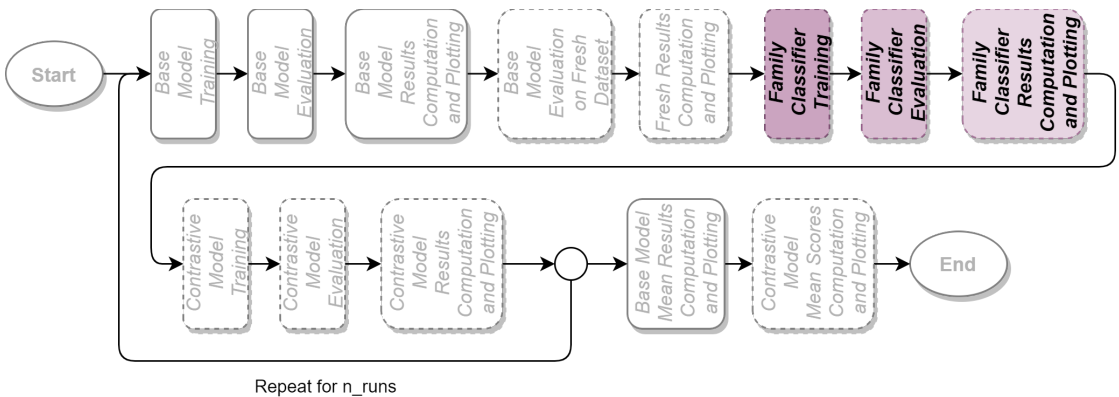 Start
Base
Model
Training
Base
Model
Evaluation
Base
Model
Results
Computation
and Plotting
Base
Model
Evaluation
on Fresh
Dataset
Fresh Results
Computation
and Plotting
Family
Classifier
Training
Family
Classifier
Evaluation
Family
Classifier
Results
Computation
and Plotting
Contrastive
Model
Training
Contrastive
Model
Evaluation
Contrastive
Model
Results
Computation
and Plotting
Base Model
Mean Results
Computation
and Plotting
Contrastive
Model
Mean Scores
Computation
and Plotting
End
Repeat for n_runs